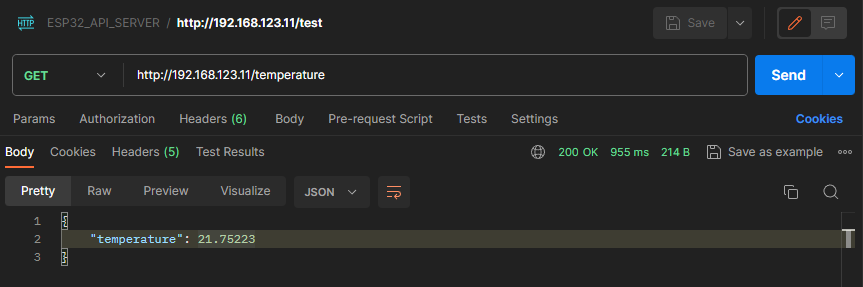 HTTP ESP32_API_SERVER / http://192.168.123.11/test Save
GET http://192.168.123.11/temperature Send
Params Authorization Headers (6) Body Pre-request Script Tests Settings Cookies
Body Cookies Headers (5) Test Results 200 OK 955 ms 214 B Save as example
Pretty Raw Preview Visualize JSON
1 {
2 "temperature": 21.75223
3 }